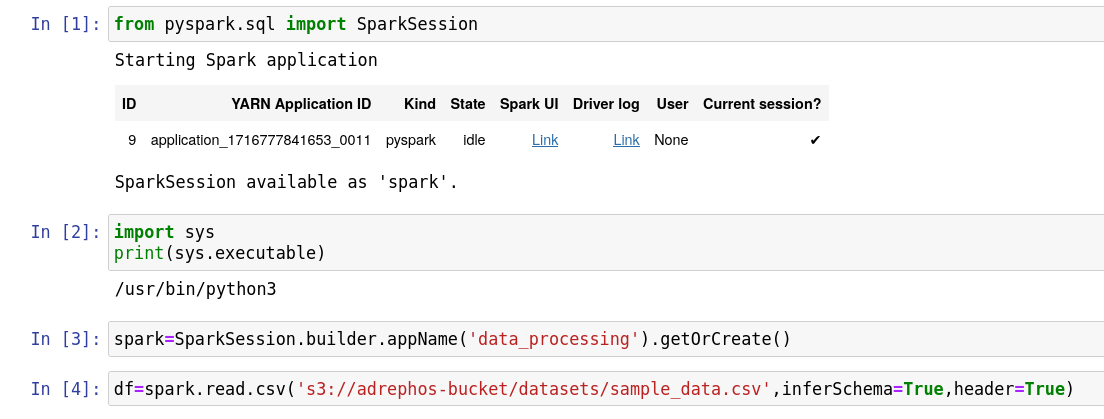 In [1]: from pyspark.sql import SparkSession
Starting Spark application
ID YARN Application ID Kind State Spark UI Driver log User Current session?
9 application_1716777841653_0011 pyspark idle Link Link None ✔
SparkSession available as 'spark'.
In [2]: import sys
print(sys.executable)
/usr/bin/python3
In [3]: spark=SparkSession.builder.appName('data_processing').getOrCreate()
In [4]: df=spark.read.csv('s3://adrephos-bucket/datasets/sample_data.csv',inferSchema=True,header=True)